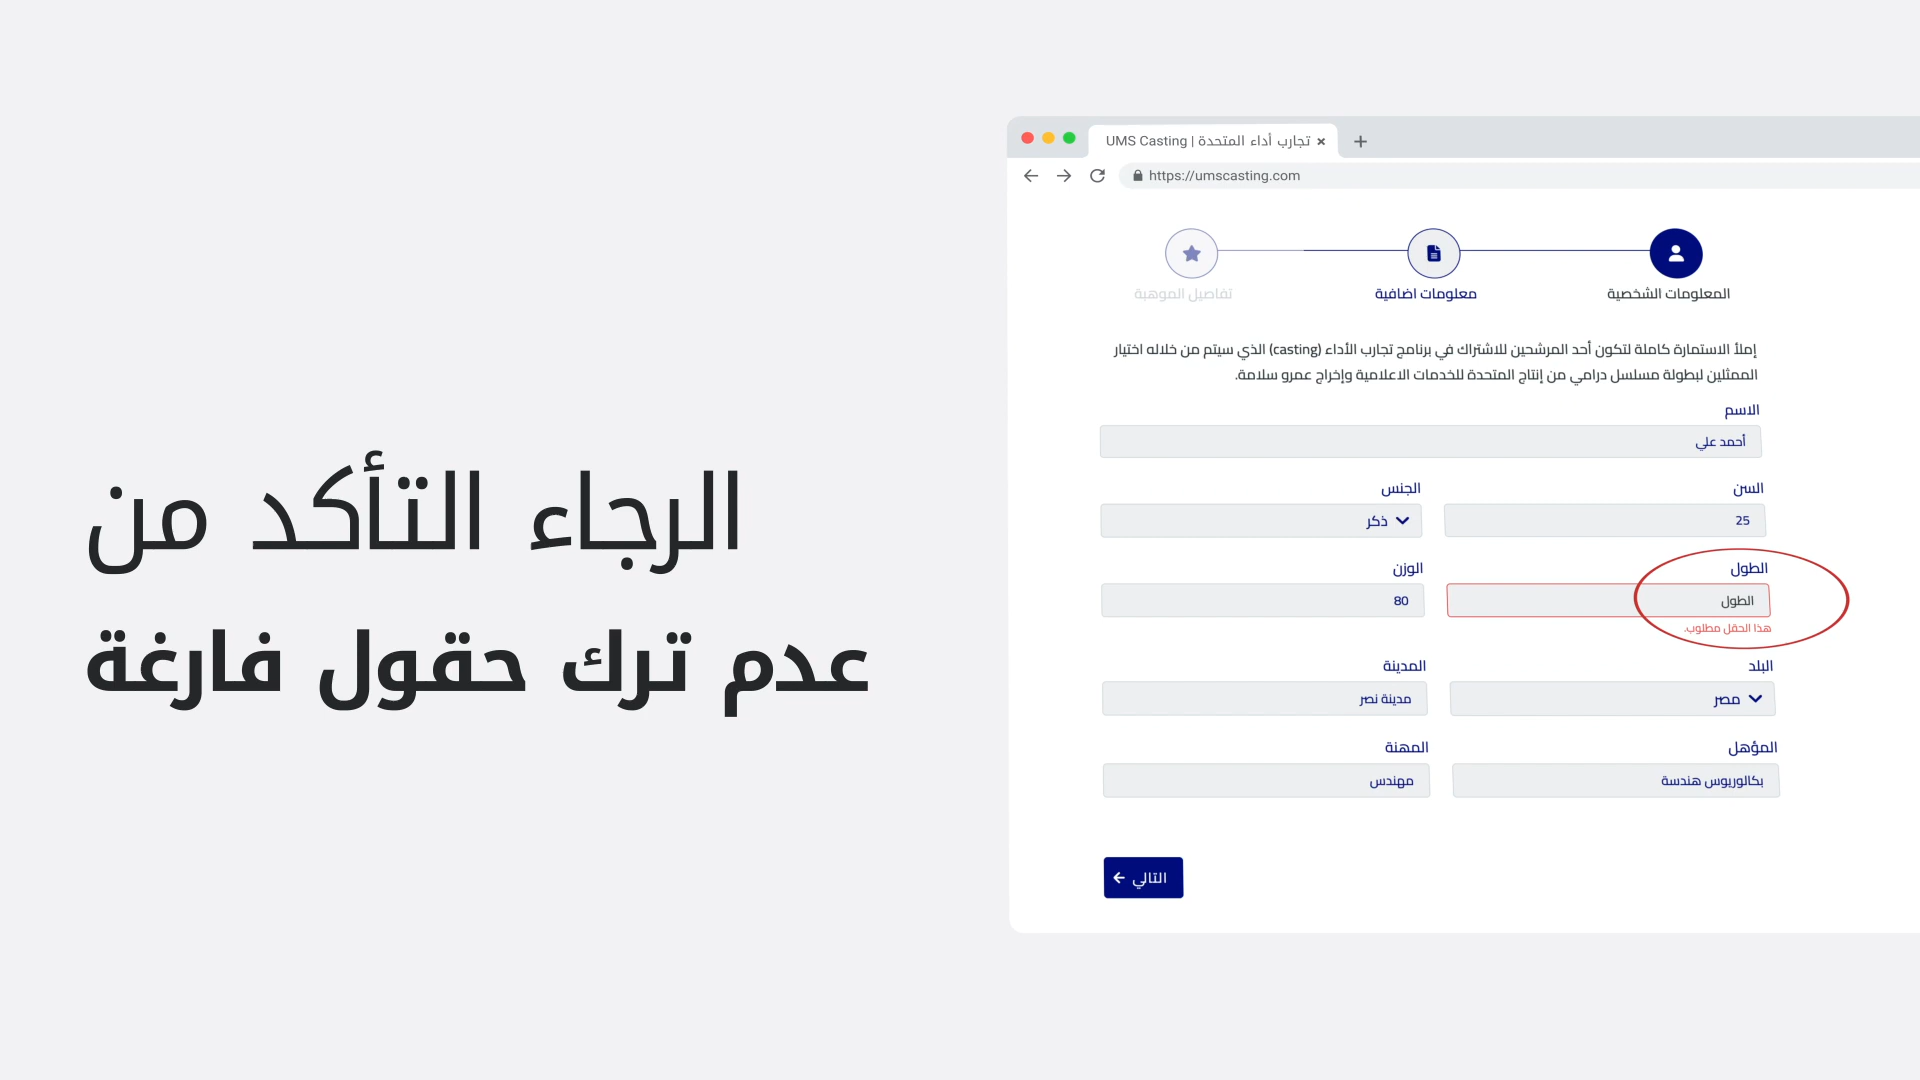 الرجاء التأكد من
عدم ترك حقول فارغة
UMS Casting | تجارب أداء المتحدة
https://umscasting.com
المعلومات الشخصية
معلومات اضافية
تفاصيل الموهبة
إملأ الاستمارة كاملة لتكون أحد المرشحين للاشتراك في برنامج تجارب الأداء (casting) الذي سيتم من خلاله اختيار
الممثلين لبطولة مسلسل درامي من إنتاج المتحدة للخدمات الاعلامية وإخراج عمرو سلامة.
الاسم
أحمد علي
السن
الجنس
25
ذكر
الطول
الوزن
الطول
80
هذا الحقل مطلوب.
البلد
المدينة
مصر
مدينة نصر
المؤهل
المهنة
بكالوريوس هندسة
مهندس
التالي